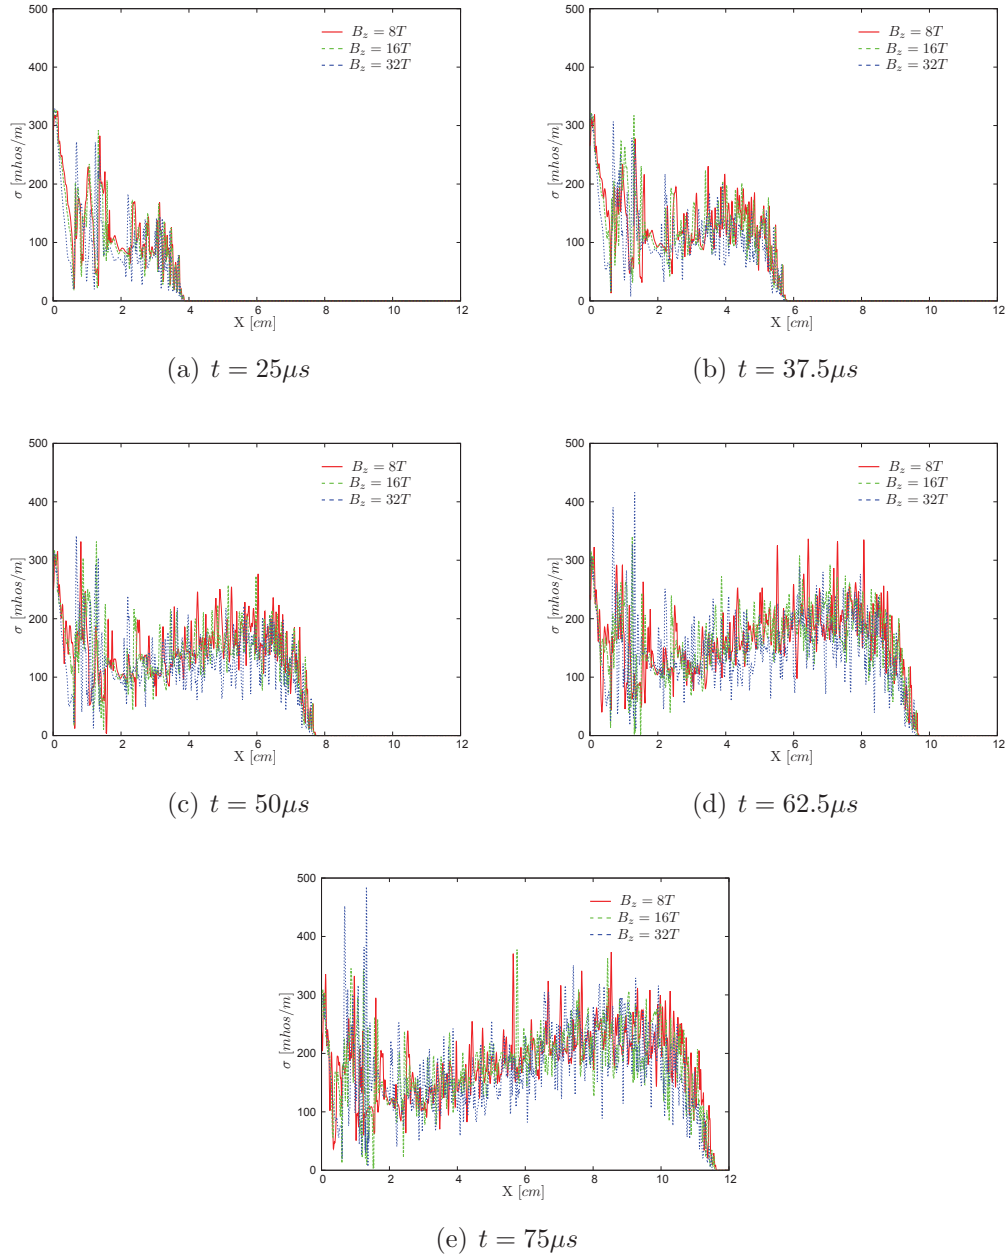 500
400
300
200
100
0
σ [mhos/m]
B_z = 8T
B_z = 16T
B_z = 32T
0 2 4 6 8 10 12
X [cm]
(a) t = 25μs
500
400
300
200
100
0
σ [mhos/m]
B_z = 8T
B_z = 16T
B_z = 32T
0 2 4 6 8 10 12
X [cm]
(b) t = 37.5μs
500
400
300
200
100
0
σ [mhos/m]
B_z = 8T
B_z = 16T
B_z = 32T
0 2 4 6 8 10 12
X [cm]
(c) t = 50μs
500
400
300
200
100
0
σ [mhos/m]
B_z = 8T
B_z = 16T
B_z = 32T
0 2 4 6 8 10 12
X [cm]
(d) t = 62.5μs
500
400
300
200
100
0
σ [mhos/m]
B_z = 8T
B_z = 16T
B_z = 32T
0 2 4 6 8 10 12
X [cm]
(e) t = 75μs